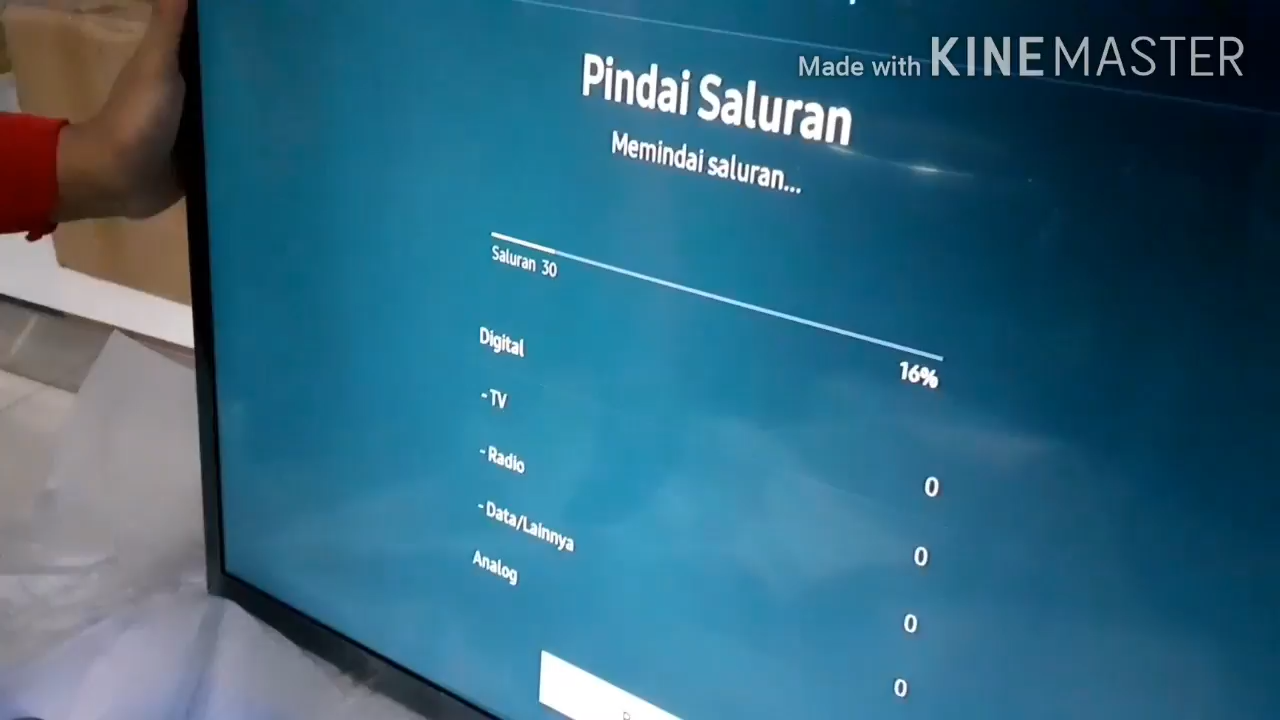 Made with KINEMASTER
Pindai Saluran
Memindai saluran...
Saluran 30
16%
Digital
- TV
0
- Radio
0
- Data/Lainnya
0
Analog
0